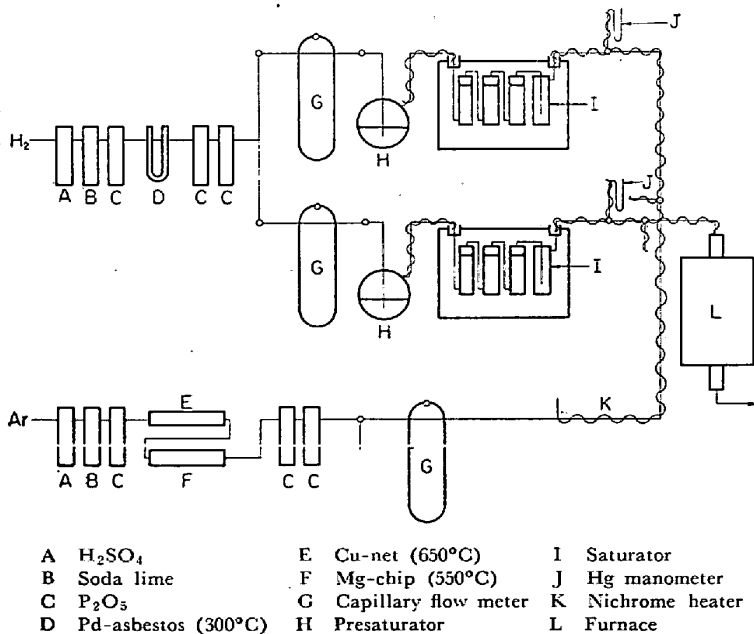 J
G
I
H
H₂
A B C D C C
J
G
I
H
L
Ar
E
K
F
G
A B C C C
A H₂SO₄ E Cu-net (650°C) I Saturator
B Soda lime F Mg-chip (550°C) J Hg manometer
C P₂O₅ G Capillary flow meter K Nichrome heater
D Pd-asbestos (300°C) H Presaturator L Furnace